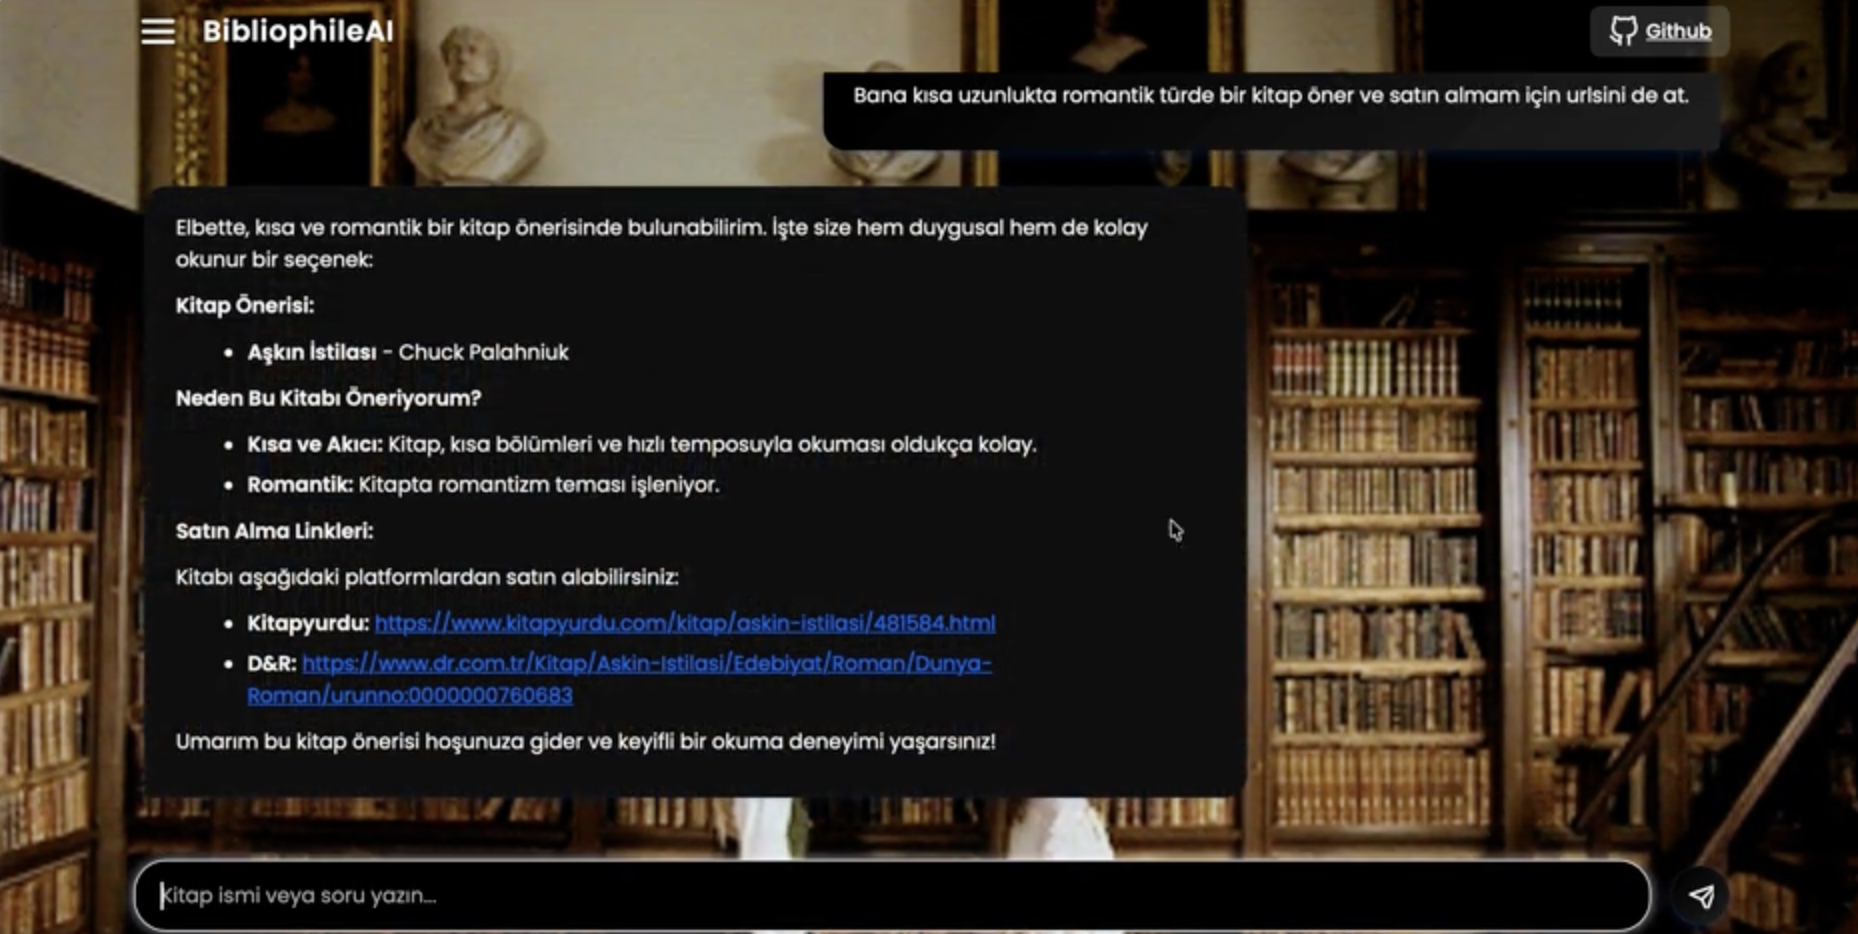 BibliophileAI
Github
Bana kısa uzunlukta romantik türde bir kitap öner ve satın almam için urlsini de at.
Elbette, kısa ve romantik bir kitap önerisinde bulunabilirim. İşte size hem duygusal hem de kolay
okunur bir seçenek:
Kitap Önerisi:
• Aşkın İstilası - Chuck Palahniuk
Neden Bu Kitabı Öneriyorum?
• Kısa ve Akıcı: Kitap, kısa bölümleri ve hızlı temposuyla okuması oldukça kolay.
• Romantik: Kitapta romantizm teması işleniyor.
Satın Alma Linkleri:
Kitabı aşağıdaki platformlardan satın alabilirsiniz:
• Kitapyurdu: https://www.kitapyurdu.com/kitap/askin-istilasi/481584.html
• D&R: https://www.dr.com.tr/Kitap/Askin-Istilasi/Edebiyat/Roman/Dunya-
Roman/urunno:0000000760683
Umarım bu kitap önerisi hoşunuza gider ve keyifli bir okuma deneyimi yaşarsınız!
Kitap ismi veya soru yazın...